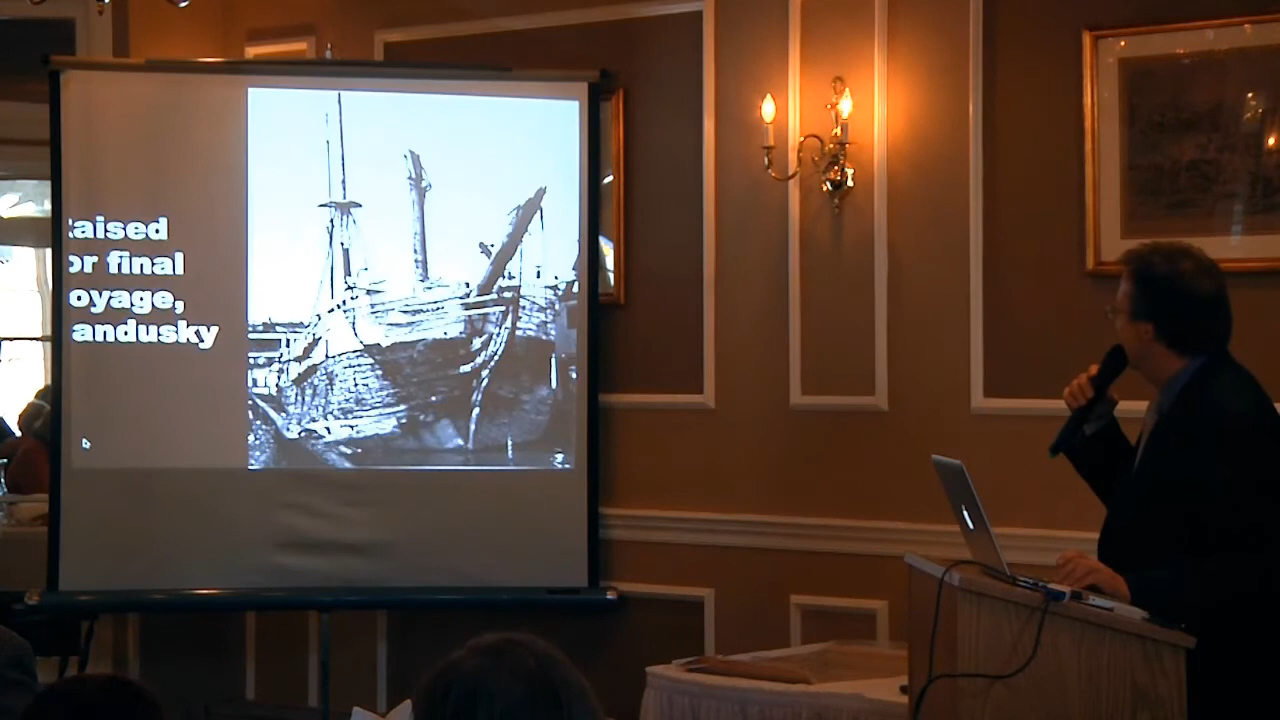 aised
or final
oyage,
andusky